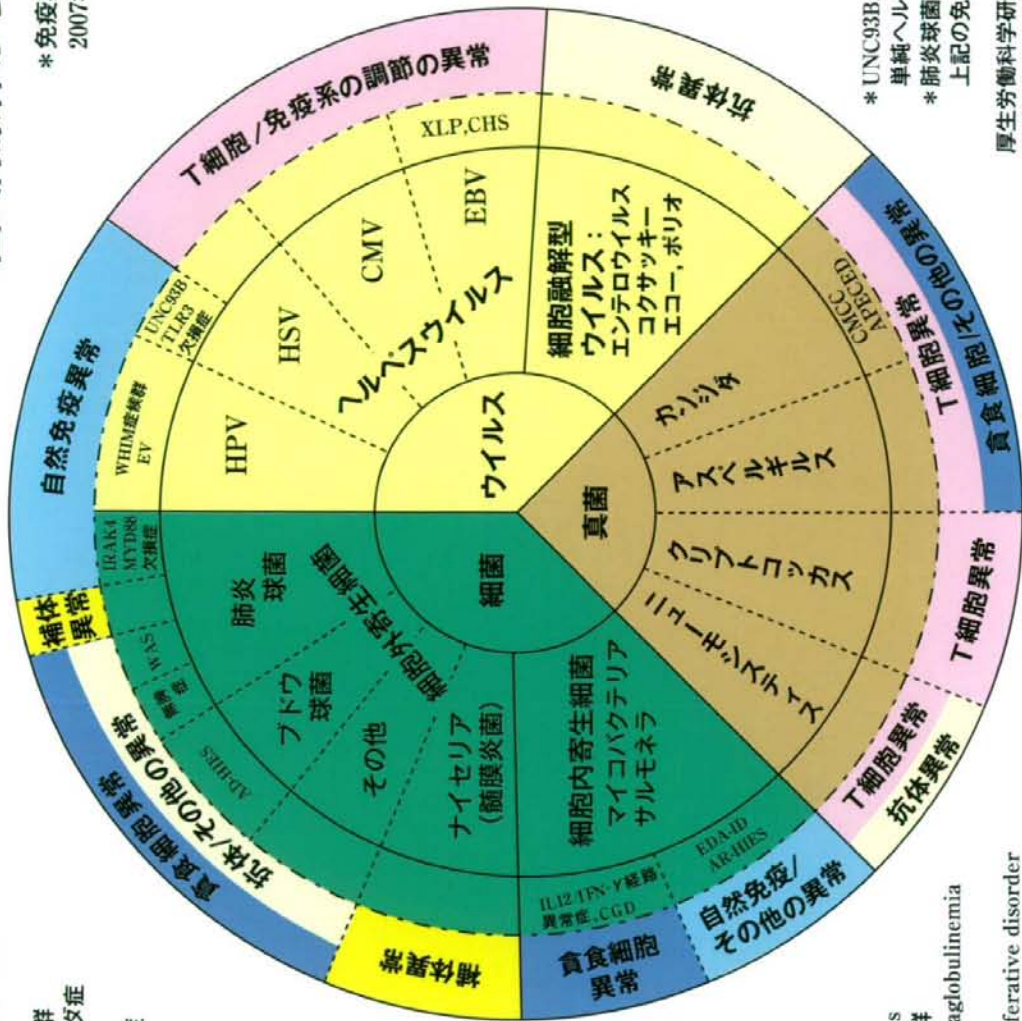 *免疫
2007
*UNC93B
単純ヘル
*肺炎球菌
上記の免
厚生労働科学研
群
症
aglobulinemia
ferative disorder
s
群
自然免疫異常
T細胞/免疫系の調節の異常
抗体異常
貪食細胞/その他の異常
T細胞異常
T細胞異常
T細胞異常
抗体異常
自然免疫/
その他の異常
貪食細胞
異常
補体異常
貪食細胞異常
抗体/その他の異常
補体
異常
WHIM症候群
EV
UNC93B
TLR3
欠損症
XLP,CHS
CMCC
APECED
EDA-ID
AR-HIES
IL12/IFN-γ経路
異常症,CGD
AD-HIES
無脾
症
WAS
IRAK4
MYD88
欠損症
ウイルス
HPV
ヘルペスウイルス
HSV
CMV
EBV
細胞融解型
ウイルス：
エンテロウイルス
コクサッキー
エコー, ポリオ
真菌
カンジダ
アスペルギルス
クリプトコッカス
ニューモシスティス
細菌
細胞内寄生細菌
マイコバクテリア
サルモネラ
細胞外寄生細菌
ナイセリア
(髄膜炎菌)
その他
ブドウ
球菌
肺炎
球菌